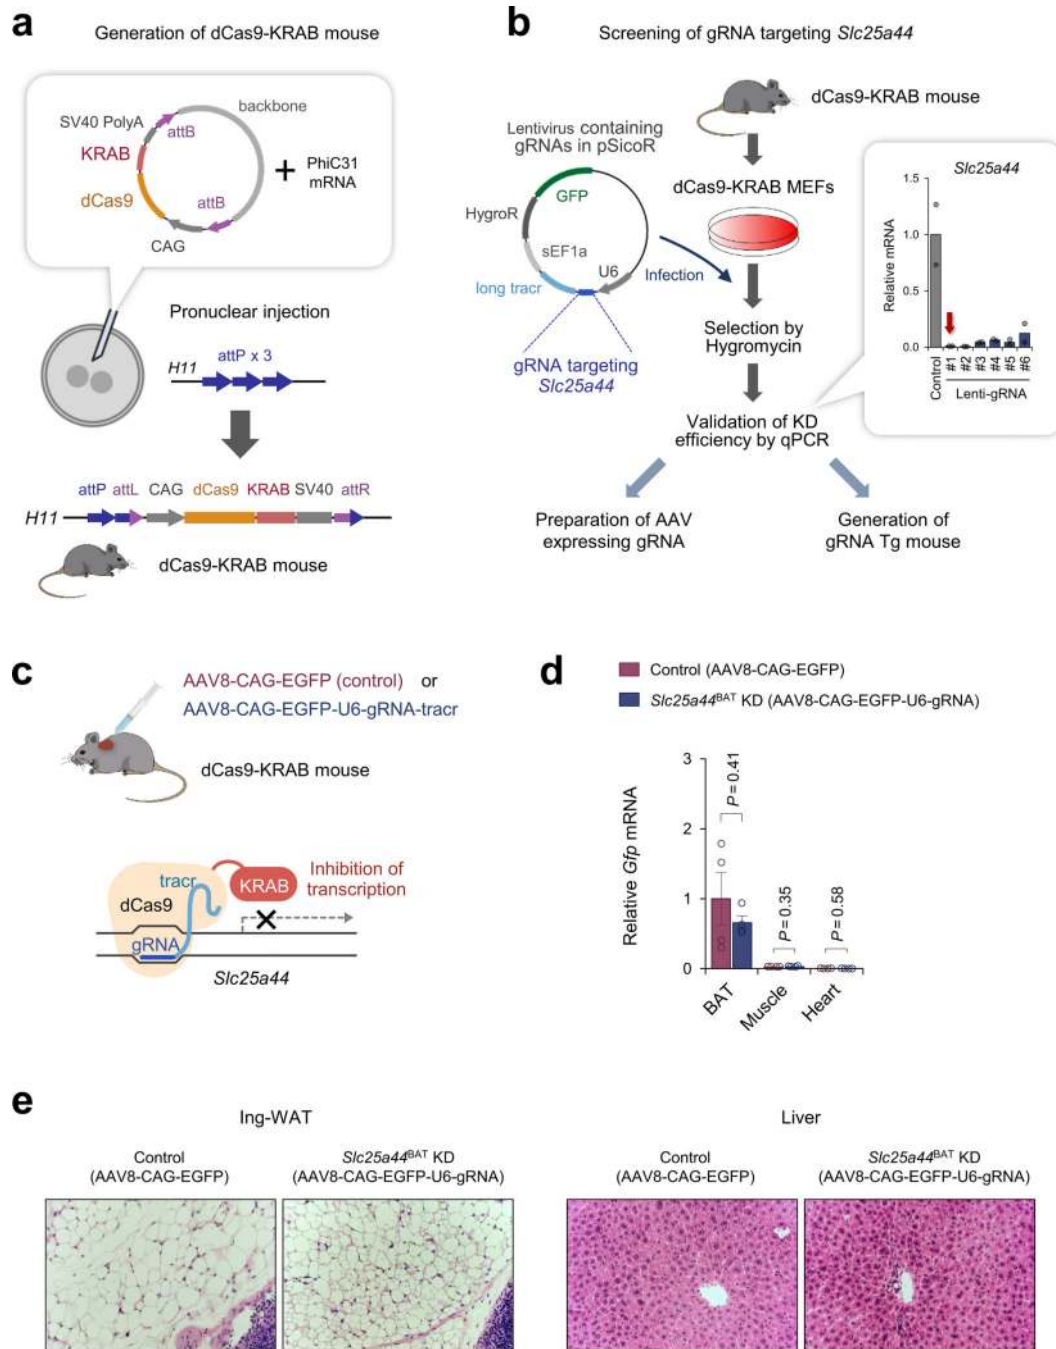 a
Generation of dCas9-KRAB mouse
backbone
SV40 PolyA
attB
KRAB
dCas9
attB
CAG
PhiC31
mRNA
Pronuclear injection
attP x 3
H11
attP attL CAG dCas9 KRAB SV40 attR
H11
dCas9-KRAB mouse
b
Screening of gRNA targeting Slc25a44
dCas9-KRAB mouse
Lentivirus containing
gRNAs in pSicoR
GFP
HygroR
sEF1a
U6
long tracr
Infection
gRNA targeting
Slc25a44
dCas9-KRAB MEFs
Selection by
Hygromycin
Validation of KD
efficiency by qPCR
Preparation of AAV
expressing gRNA
Generation of
gRNA Tg mouse
Slc25a44
Relative mRNA
1.5
1.0
0.5
0.0
Control
#1
#2
#3
#4
#5
#6
Lenti-gRNA
c
AAV8-CAG-EGFP (control) or
AAV8-CAG-EGFP-U6-gRNA-tracr
dCas9-KRAB mouse
tracr
dCas9
gRNA
KRAB
Inhibition of
transcription
Slc25a44
d
Control (AAV8-CAG-EGFP)
Slc25a44BAT KD (AAV8-CAG-EGFP-U6-gRNA)
Relative Gfp mRNA
3
2
1
0
P = 0.41
P = 0.35
P = 0.58
BAT
Muscle
Heart
e
Ing-WAT
Control
(AAV8-CAG-EGFP)
Slc25a44BAT KD
(AAV8-CAG-EGFP-U6-gRNA)
Liver
Control
(AAV8-CAG-EGFP)
Slc25a44BAT KD
(AAV8-CAG-EGFP-U6-gRNA)